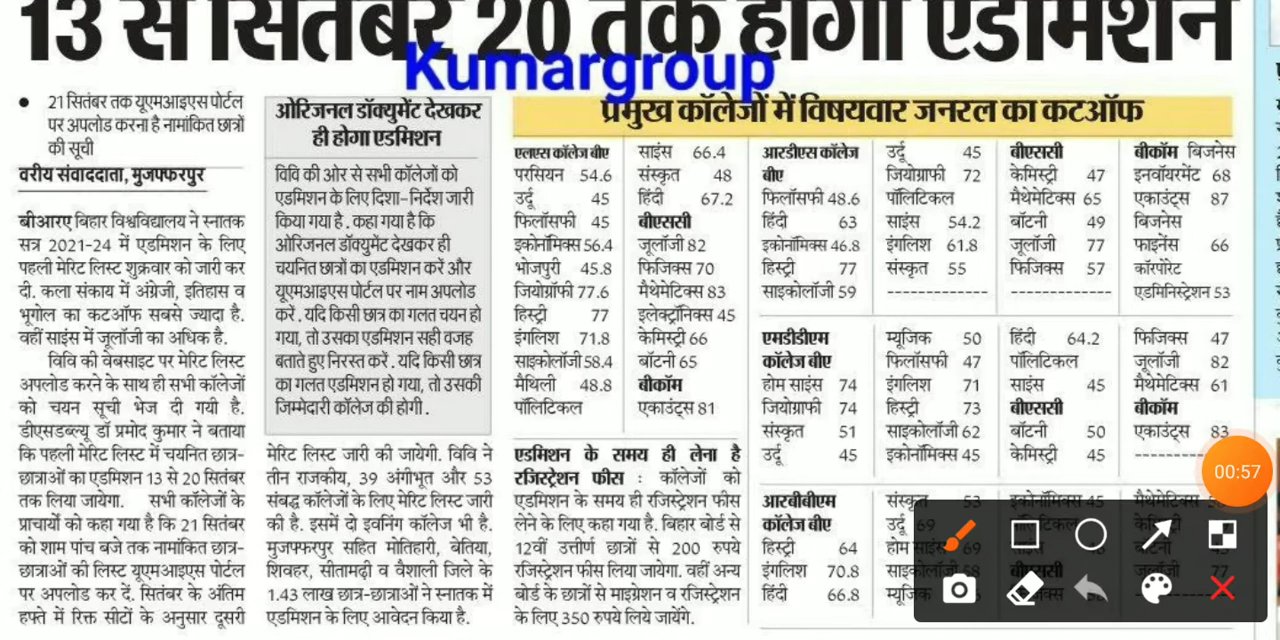 13 से सितंबर 20 तक होगा एडमिशन
Kumargroup
● 21 सितंबर तक यूएमआइएस पोर्टल
पर अपलोड करना है नामांकित छात्रों
की सूची
वरीय संवाददाता, मुजफ्फरपुर
बीआरए बिहार विश्वविद्यालय ने स्नातक
सत्र 2021-24 में एडमिशन के लिए
पहली मेरिट लिस्ट शुक्रवार को जारी कर
दी. कला संकाय में अंग्रेजी, इतिहास व
भूगोल का कटऑफ सबसे ज्यादा है.
वहीं साइंस में जूलॉजी का अधिक है.
विवि की वेबसाइट पर मेरिट लिस्ट
अपलोड करने के साथ ही सभी कॉलेजों
को चयन सूची भेज दी गयी है.
डीएसडब्ल्यू डॉ प्रमोद कुमार ने बताया
कि पहली मेरिट लिस्ट में चयनित छात्र-
छात्राओं का एडमिशन 13 से 20 सितंबर
तक लिया जायेगा. सभी कॉलेजों के
प्राचार्यों को कहा गया है कि 21 सितंबर
को शाम पांच बजे तक नामांकित छात्र-
छात्राओं की लिस्ट यूएमआइएस पोर्टल
पर अपलोड कर दें. सितंबर के अंतिम
हफ्ते में रिक्त सीटों के अनुसार दूसरी
ओरिजनल डॉक्युमेंट देखकर
ही होगा एडमिशन
विवि की ओर से सभी कॉलेजों को
एडमिशन के लिए दिशा-निर्देश जारी
किया गया है. कहा गया है कि
ओरिजनल डॉक्युमेंट देखकर ही
चयनित छात्रों का एडमिशन करें और
यूएमआइएस पोर्टल पर नाम अपलोड
करें. यदि किसी छात्र का गलत चयन हो
गया, तो उसका एडमिशन सही वजह
बताते हुए निरस्त करें. यदि किसी छात्र
का गलत एडमिशन हो गया, तो उसकी
जिम्मेदारी कॉलेज की होगी.
मेरिट लिस्ट जारी की जायेगी. विवि ने
तीन राजकीय, 39 अंगीभूत और 53
संबद्ध कॉलेजों के लिए मेरिट लिस्ट जारी
की है. इसमें दो इवनिंग कॉलेज भी है.
मुजफ्फरपुर सहित मोतिहारी, बेतिया,
शिवहर, सीतामढ़ी व वैशाली जिले के
1.43 लाख छात्र-छात्राओं ने स्नातक में
एडमिशन के लिए आवेदन किया है.
प्रमुख कॉलेजों में विषयवार जनरल का कटऑफ
एलएस कॉलेज बीए
परसियन 54.6
उर्दू 45
फिलॉसफी 45
इकोनॉमिक्स 56.4
भोजपुरी 45.8
जियोग्रॉफी 77.6
हिस्ट्री 77
इंगलिश 71.8
साइकोलॉजी 58.4
मैथिली 48.8
पॉलिटिकल
साइंस 66.4
संस्कृत 48
हिंदी 67.2
बीएससी
जूलॉजी 82
फिजिक्स 70
मैथेमेटिक्स 83
इलेक्ट्रॉनिक्स 45
केमिस्ट्री 66
बॉटनी 65
बीकॉम
एकाउंट्स 81
एडमिशन के समय ही लेना है
रजिस्ट्रेशन फीस : कॉलेजों को
एडमिशन के समय ही रजिस्ट्रेशन फीस
लेने के लिए कहा गया है. बिहार बोर्ड से
12वीं उत्तीर्ण छात्रों से 200 रुपये
रजिस्ट्रेशन फीस लिया जायेगा. वहीं अन्य
बोर्ड के छात्रों से माइग्रेशन व रजिस्ट्रेशन
के लिए 350 रुपये लिये जायेंगे.
आरडीएस कॉलेज
बीए
फिलॉसफी 48.6
हिंदी 63
इकोनॉमिक्स 46.8
हिस्ट्री 77
साइकोलॉजी 59
उर्दू 45
जियोग्राफी 72
पॉलिटिकल
साइंस 54.2
इंगलिश 61.8
संस्कृत 55
-------------
बीएससी
केमिस्ट्री 47
मैथेमेटिक्स 65
बॉटनी 49
जूलॉजी 77
फिजिक्स 57
-------------
बीकॉम बिजनेस
इनवॉयरमेंट 68
एकाउंट्स 87
बिजनेस
फाइनेंस 66
कॉरपोरेट
एडमिनिस्ट्रेशन 53
एमडीडीएम
कॉलेज बीए
होम साइंस 74
जियोग्राफी 74
संस्कृत 51
उर्दू 45
म्यूजिक 50
फिलॉसफी 47
इंगलिश 71
हिस्ट्री 73
साइकोलॉजी 62
इकोनॉमिक्स 45
हिंदी 64.2
पॉलिटिकल
साइंस 45
बीएससी
बॉटनी 50
केमिस्ट्री 45
फिजिक्स 47
जूलॉजी 82
मैथेमेटिक्स 61
बीकॉम
एकाउंट्स 83
आरबीबीएम
कॉलेज बीए
हिस्ट्री 64
इंगलिश 70.8
हिंदी 66.8
संस्कृत 53
उर्दू 69
होम साइंस 69
साइकोलॉजी 58
म्यूजिक
इकोनॉमिक्स 45
पॉलिटिकल
साइंस
बीएससी
मैथेमेटिक्स
बॉटनी
जूलॉजी 77
00:57